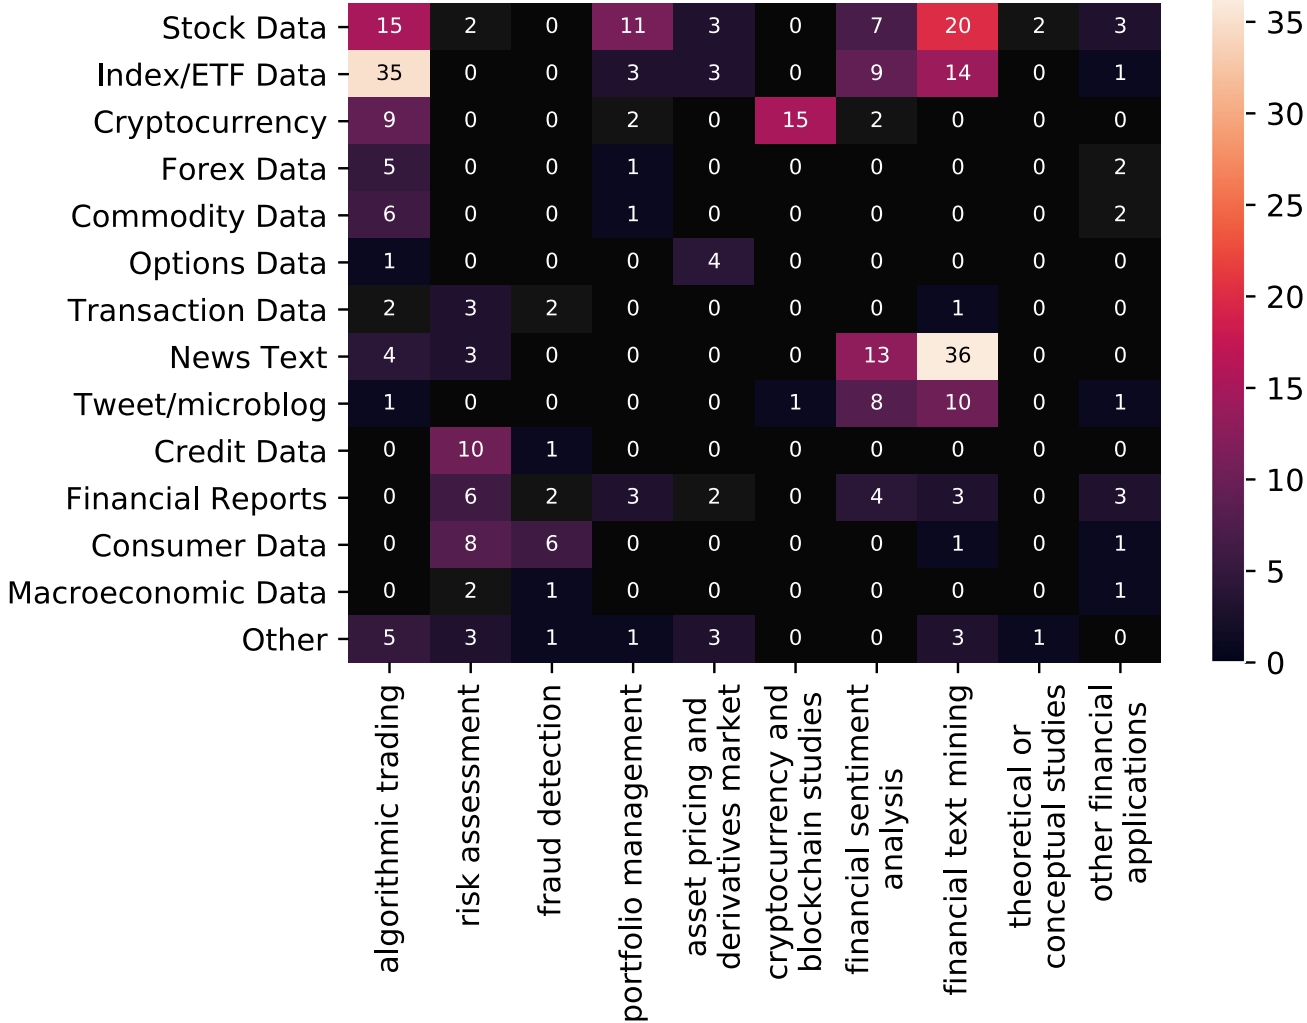 Stock Data 15 2 0 11 3 0 7 20 2 3
Index/ETF Data 35 0 0 3 3 0 9 14 0 1
Cryptocurrency 9 0 0 2 0 15 2 0 0 0
Forex Data 5 0 0 1 0 0 0 0 0 2
Commodity Data 6 0 0 1 0 0 0 0 0 2
Options Data 1 0 0 0 4 0 0 0 0 0
Transaction Data 2 3 2 0 0 0 0 1 0 0
News Text 4 3 0 0 0 0 13 36 0 0
Tweet/microblog 1 0 0 0 0 1 8 10 0 1
Credit Data 0 10 1 0 0 0 0 0 0 0
Financial Reports 0 6 2 3 2 0 4 3 0 3
Consumer Data 0 8 6 0 0 0 0 1 0 1
Macroeconomic Data 0 2 1 0 0 0 0 0 0 1
Other 5 3 1 1 3 0 0 3 1 0
algorithmic trading
risk assessment
fraud detection
portfolio management
asset pricing and
derivatives market
cryptocurrency and
blockchain studies
financial sentiment
analysis
financial text mining
theoretical or
conceptual studies
other financial
applications
35
30
25
20
15
10
5
0